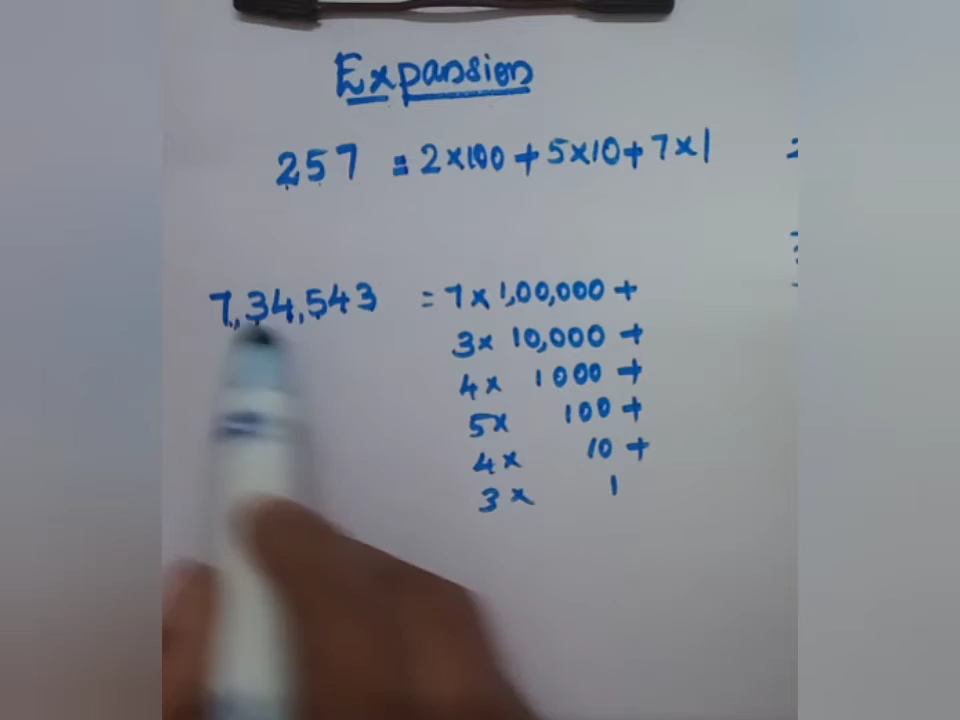 Expansion
257 = 2×100 + 5×10 + 7×1
7,34,543 = 7× 1,00,000 +
3× 10,000 +
4× 1000 +
5× 100 +
4× 10 +
3× 1